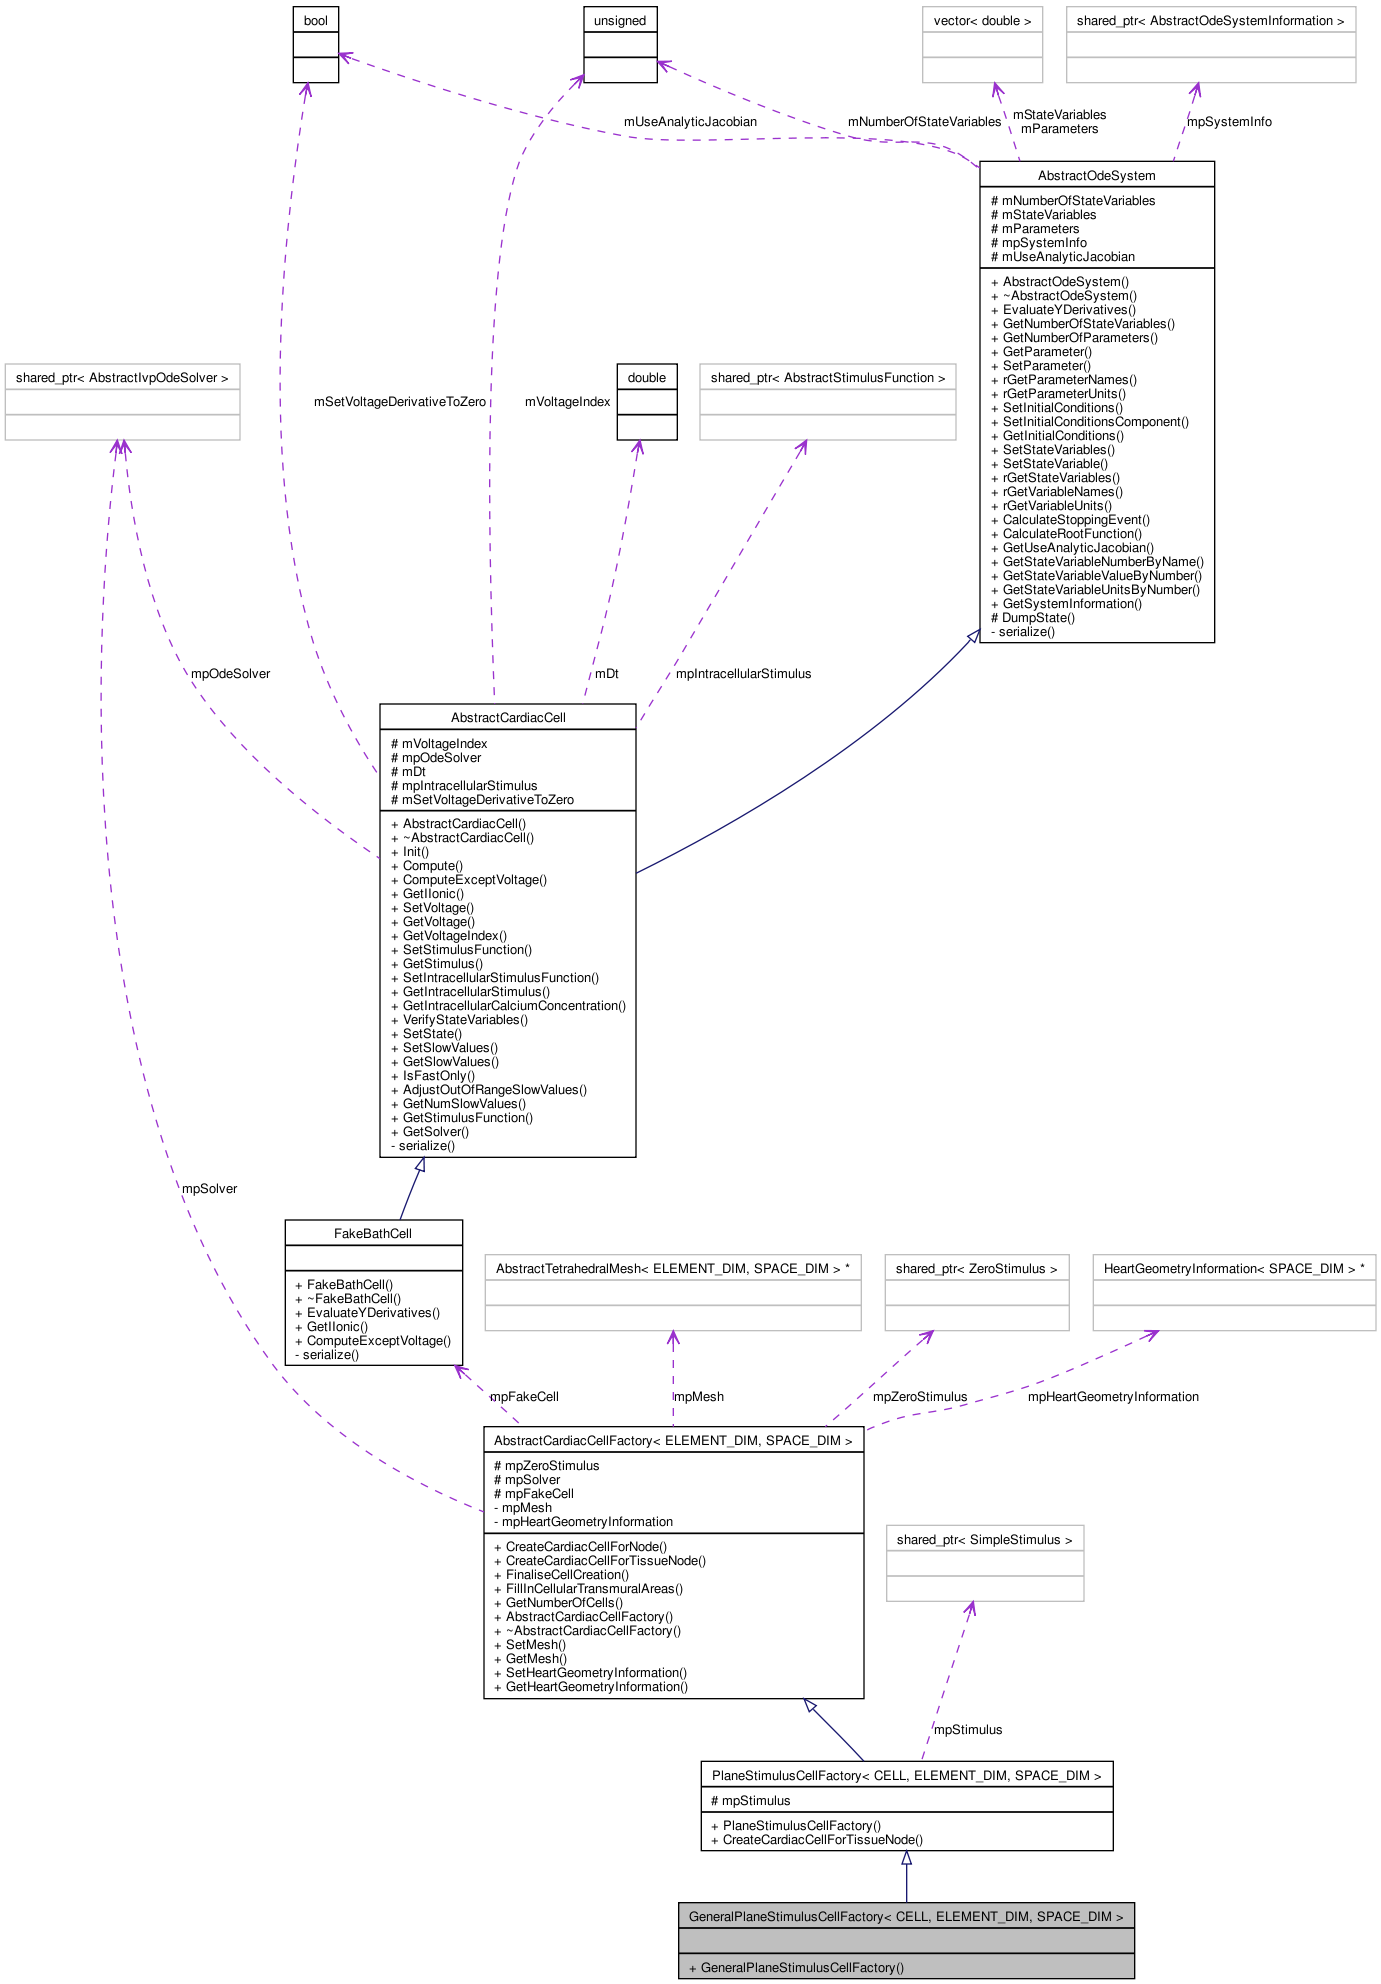 bool
unsigned
vector< double >
shared_ptr< AbstractOdeSystemInformation >
mUseAnalyticJacobian
mNumberOfStateVariables
mStateVariables
mParameters
mpSystemInfo
AbstractOdeSystem
# mNumberOfStateVariables
# mStateVariables
# mParameters
# mpSystemInfo
# mUseAnalyticJacobian
+ AbstractOdeSystem()
+ ~AbstractOdeSystem()
+ EvaluateYDerivatives()
+ GetNumberOfStateVariables()
+ GetNumberOfParameters()
+ GetParameter()
+ SetParameter()
+ rGetParameterNames()
+ rGetParameterUnits()
+ SetInitialConditions()
+ SetInitialConditionsComponent()
+ GetInitialConditions()
+ SetStateVariables()
+ SetStateVariable()
+ rGetStateVariables()
+ rGetVariableNames()
+ rGetVariableUnits()
+ CalculateStoppingEvent()
+ CalculateRootFunction()
+ GetUseAnalyticJacobian()
+ GetStateVariableNumberByName()
+ GetStateVariableValueByNumber()
+ GetStateVariableUnitsByNumber()
+ GetSystemInformation()
# DumpState()
- serialize()
shared_ptr< AbstractIvpOdeSolver >
mSetVoltageDerivativeToZero
mVoltageIndex
double
shared_ptr< AbstractStimulusFunction >
mpOdeSolver
mDt
mpIntracellularStimulus
AbstractCardiacCell
# mVoltageIndex
# mpOdeSolver
# mDt
# mpIntracellularStimulus
# mSetVoltageDerivativeToZero
+ AbstractCardiacCell()
+ ~AbstractCardiacCell()
+ Init()
+ Compute()
+ ComputeExceptVoltage()
+ GetIIonic()
+ SetVoltage()
+ GetVoltage()
+ GetVoltageIndex()
+ SetStimulusFunction()
+ GetStimulus()
+ SetIntracellularStimulusFunction()
+ GetIntracellularStimulus()
+ GetIntracellularCalciumConcentration()
+ VerifyStateVariables()
+ SetState()
+ SetSlowValues()
+ GetSlowValues()
+ IsFastOnly()
+ AdjustOutOfRangeSlowValues()
+ GetNumSlowValues()
+ GetStimulusFunction()
+ GetSolver()
- serialize()
mpSolver
FakeBathCell
+ FakeBathCell()
+ ~FakeBathCell()
+ EvaluateYDerivatives()
+ GetIIonic()
+ ComputeExceptVoltage()
- serialize()
AbstractTetrahedralMesh< ELEMENT_DIM, SPACE_DIM > *
shared_ptr< ZeroStimulus >
HeartGeometryInformation< SPACE_DIM > *
mpFakeCell
mpMesh
mpZeroStimulus
mpHeartGeometryInformation
AbstractCardiacCellFactory< ELEMENT_DIM, SPACE_DIM >
# mpZeroStimulus
# mpSolver
# mpFakeCell
- mpMesh
- mpHeartGeometryInformation
+ CreateCardiacCellForNode()
+ CreateCardiacCellForTissueNode()
+ FinaliseCellCreation()
+ FillInCellularTransmuralAreas()
+ GetNumberOfCells()
+ AbstractCardiacCellFactory()
+ ~AbstractCardiacCellFactory()
+ SetMesh()
+ GetMesh()
+ SetHeartGeometryInformation()
+ GetHeartGeometryInformation()
shared_ptr< SimpleStimulus >
mpStimulus
PlaneStimulusCellFactory< CELL, ELEMENT_DIM, SPACE_DIM >
# mpStimulus
+ PlaneStimulusCellFactory()
+ CreateCardiacCellForTissueNode()
GeneralPlaneStimulusCellFactory< CELL, ELEMENT_DIM, SPACE_DIM >
+ GeneralPlaneStimulusCellFactory()